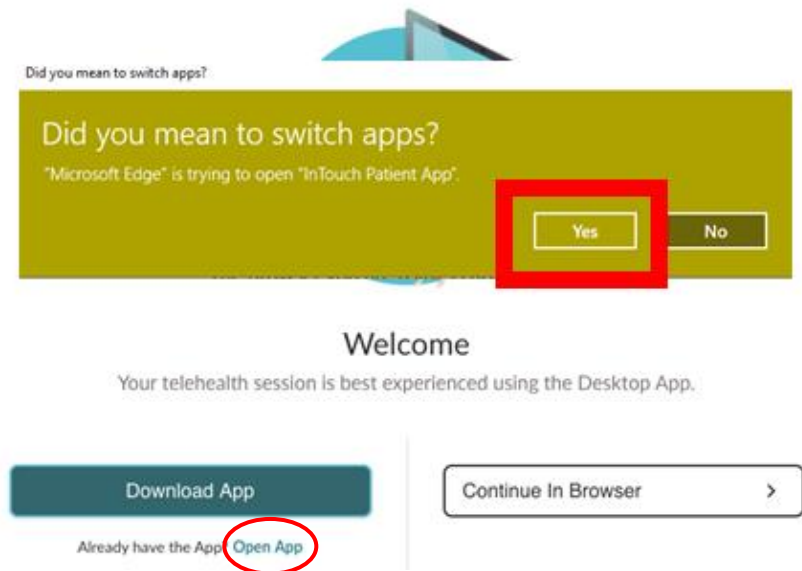 Did you mean to switch apps?
Did you mean to switch apps?
"Microsoft Edge" is trying to open "InTouch Patient App".
Yes No
Welcome
Your telehealth session is best experienced using the Desktop App.
Download App Continue In Browser >
Already have the App Open App